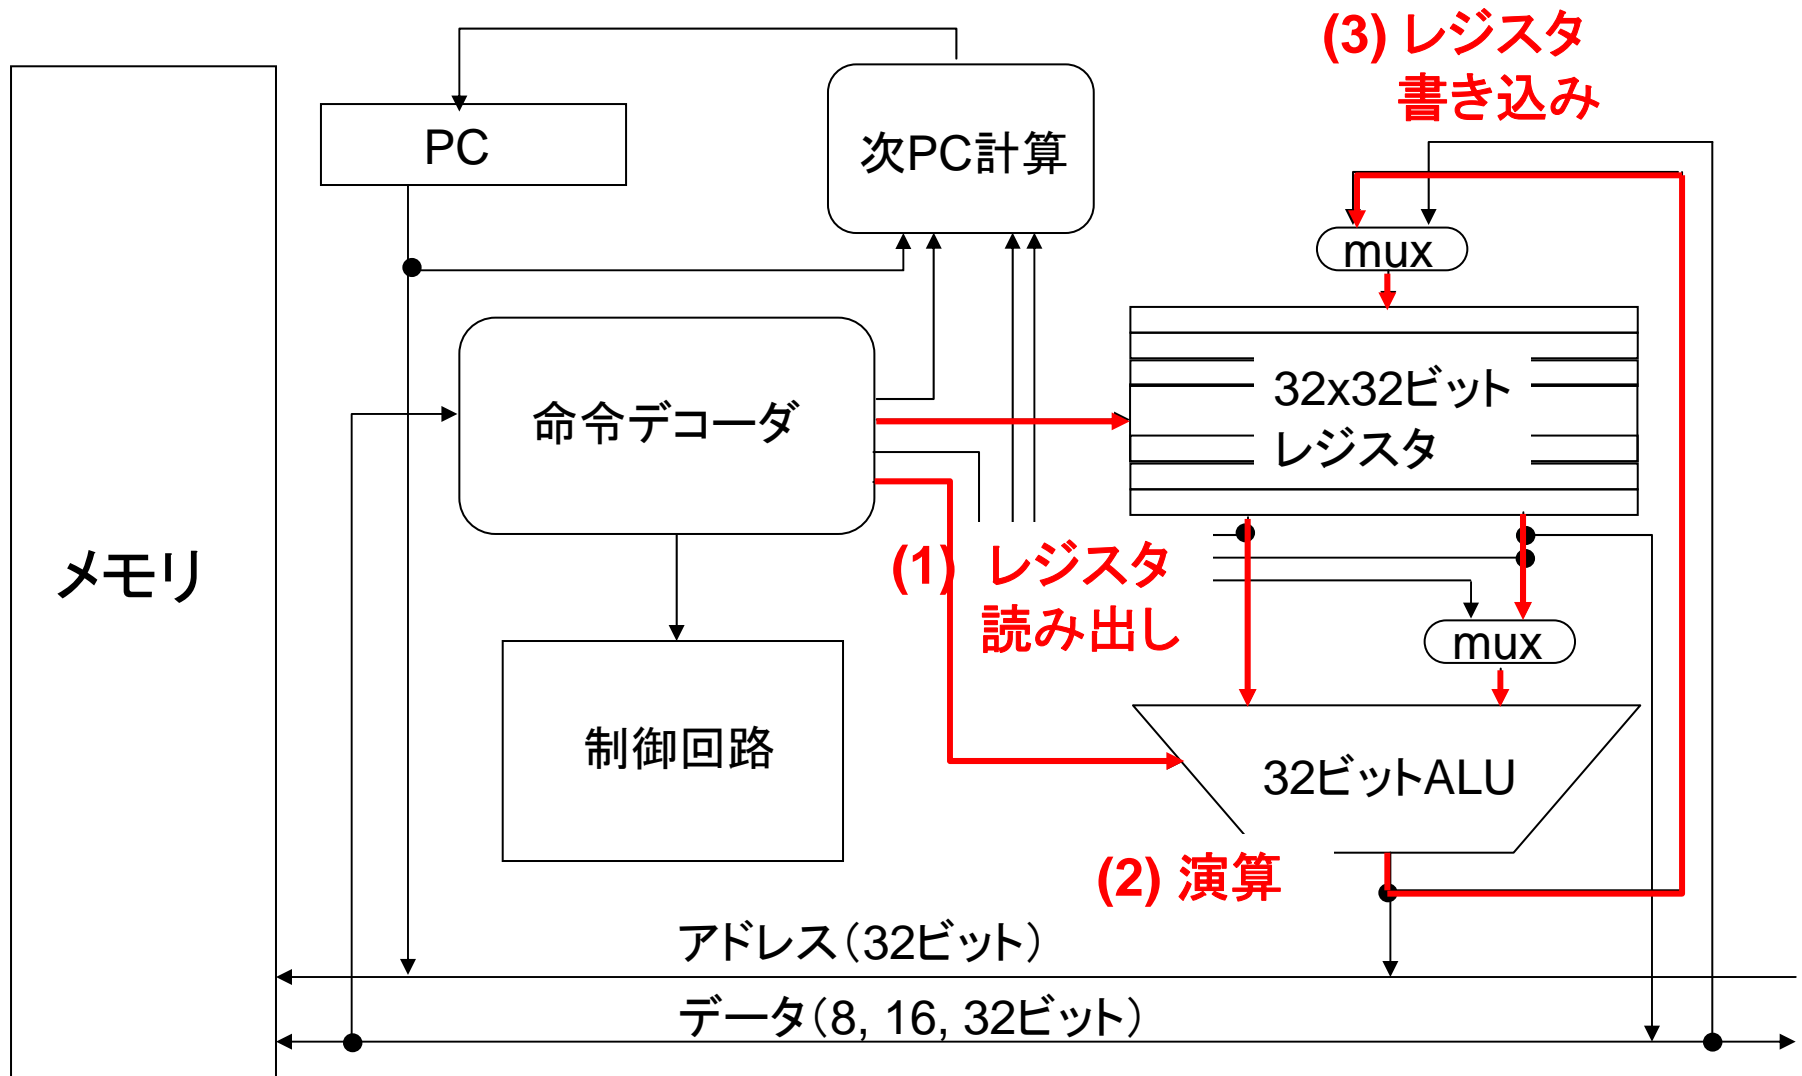 (3) レジスタ
書き込み
PC
次PC計算
mux
命令デコーダ
32x32ビット
レジスタ
メモリ
(1) レジスタ
読み出し
mux
制御回路
32ビットALU
(2) 演算
アドレス(32ビット)
データ(8, 16, 32ビット)